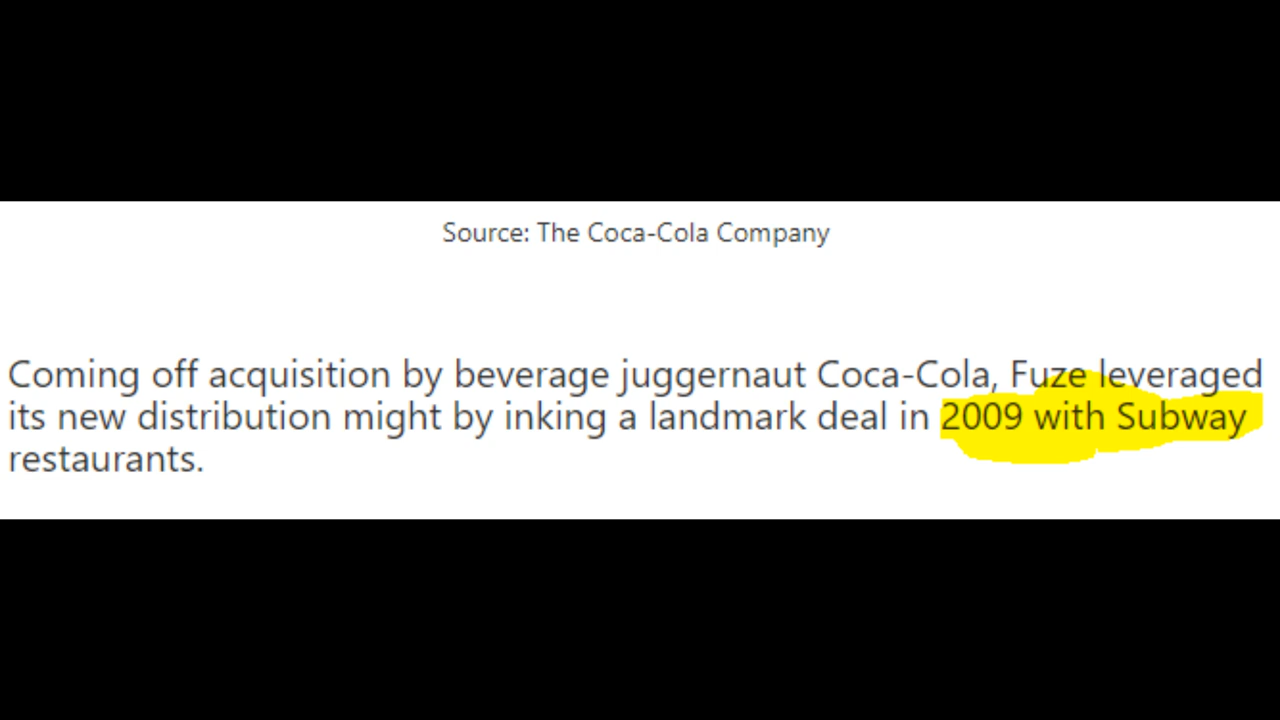 Source: The Coca-Cola Company
Coming off acquisition by beverage juggernaut Coca-Cola, Fuze leveraged
its new distribution might by inking a landmark deal in 2009 with Subway
restaurants.